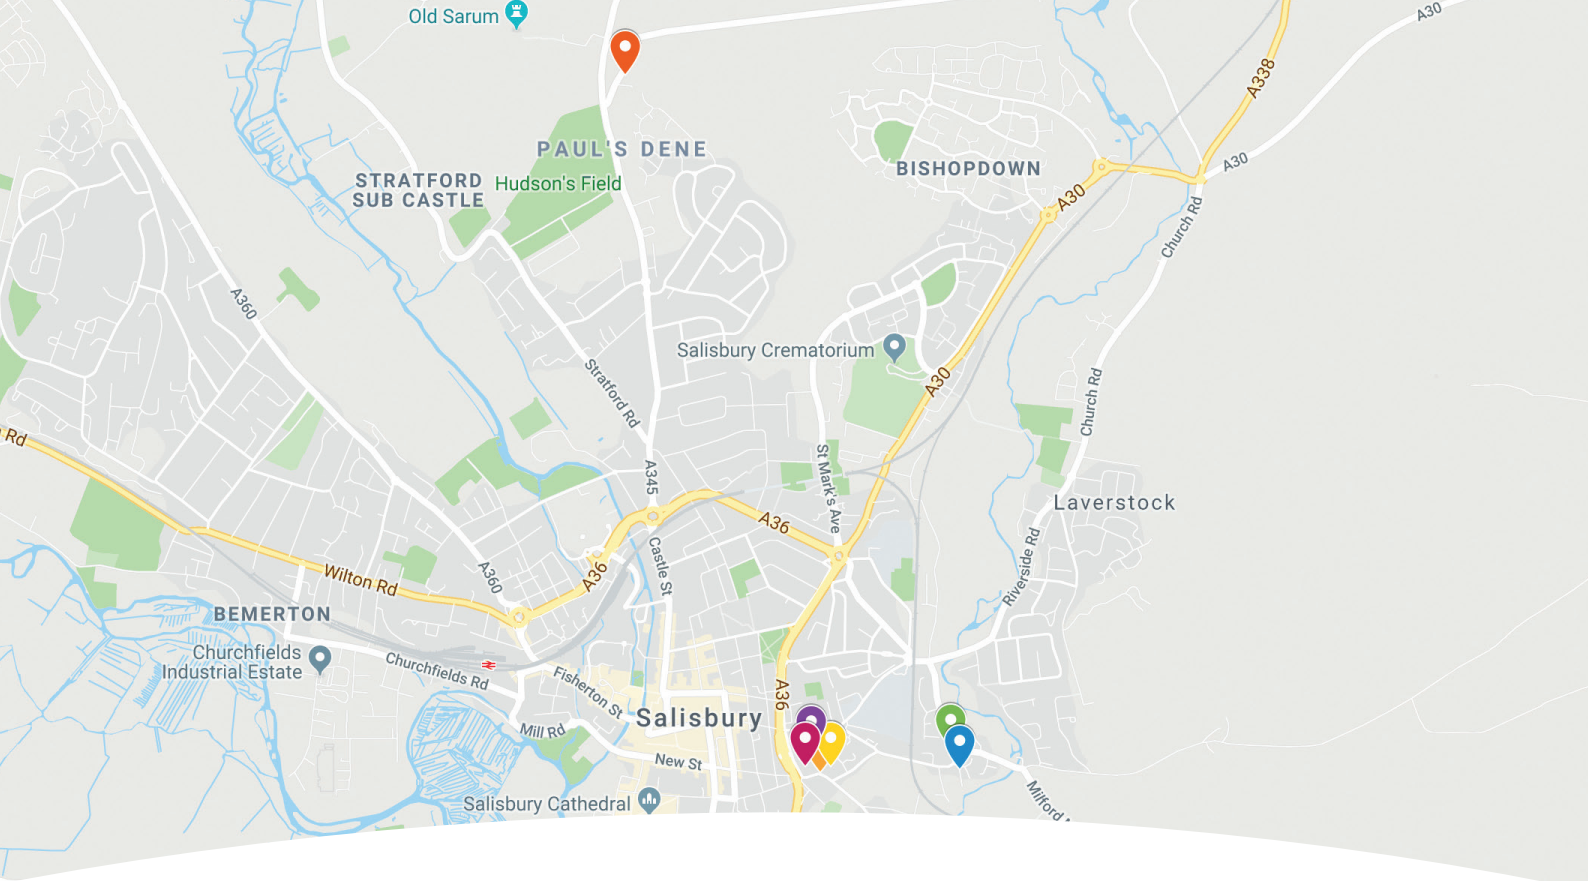 Old Sarum
A30
A338
PAUL'S DENE
BISHOPDOWN
A30
STRATFORD
SUB CASTLE
Hudson's Field
A30
Church Rd
A360
Salisbury Crematorium
Stratford Rd
A30
Church Rd
Rd
St Mark's Ave
A345
Laverstock
A36
Castle St
Riverside Rd
A360
A36
Wilton Rd
BEMERTON
Churchfields
Industrial Estate
Churchfields Rd
Fisherton St
A36
Salisbury
Mill Rd
New St
Salisbury Cathedral
Milford